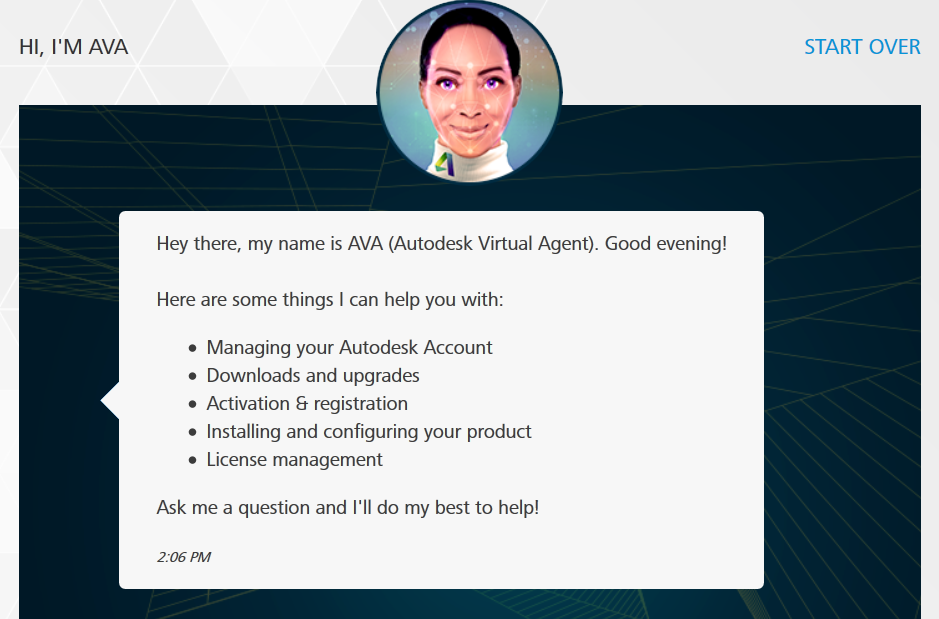 HI, I'M AVA
START OVER
Hey there, my name is AVA (Autodesk Virtual Agent). Good evening!
Here are some things I can help you with:
• Managing your Autodesk Account
• Downloads and upgrades
• Activation & registration
• Installing and configuring your product
• License management
Ask me a question and I'll do my best to help!
2:06 PM